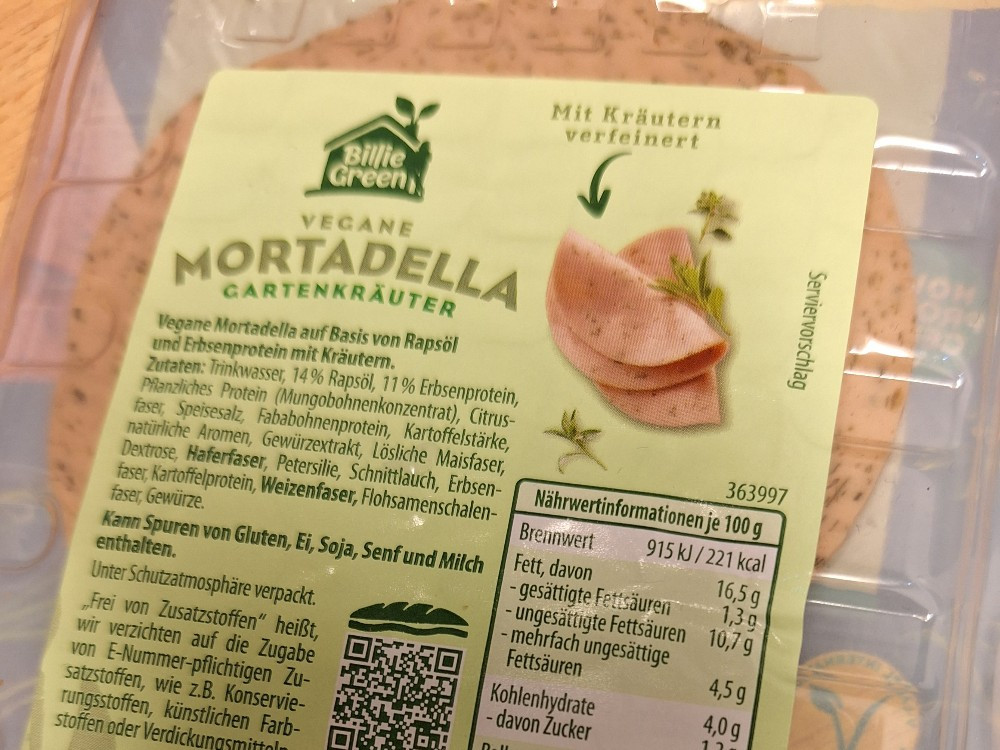 Billie
Green
VEGANE
MORTADELLA
GARTENKRÄUTER
Mit Kräutern
verfeinert
Serviervorschlag
Vegane Mortadella auf Basis von Rapsöl
und Erbsenprotein mit Kräutern.
Zutaten: Trinkwasser, 14% Rapsöl, 11% Erbsenprotein,
Pflanzliches Protein (Mungobohnenkonzentrat), Citrus-
faser, Speisesalz, Fababohnenprotein, Kartoffelstärke,
natürliche Aromen, Gewürzextrakt, Lösliche Maisfaser,
Dextrose, Haferfaser, Petersilie, Schnittlauch, Erbsen-
faser, Kartoffelprotein, Weizenfaser, Flohsamenschalen-
faser, Gewürze.
Kann Spuren von Gluten, Ei, Soja, Senf und Milch
enthalten.
Unter Schutzatmosphäre verpackt.
„Frei von Zusatzstoffen" heißt,
wir verzichten auf die Zugabe
von E-Nummer-pflichtigen Zu-
satzstoffen, wie z.B. Konservie-
rungsstoffen, künstlichen Farb-
stoffen oder Verdickungsmitteln
363997
Nährwertinformationen je 100 g
Brennwert 915 kJ / 221 kcal
Fett, davon 16,5 g
- gesättigte Fettsäuren 1,3 g
- ungesättigte Fettsäuren 10,7 g
- mehrfach ungesättige
Fettsäuren 4,5 g
Kohlenhydrate 4,0 g
- davon Zucker